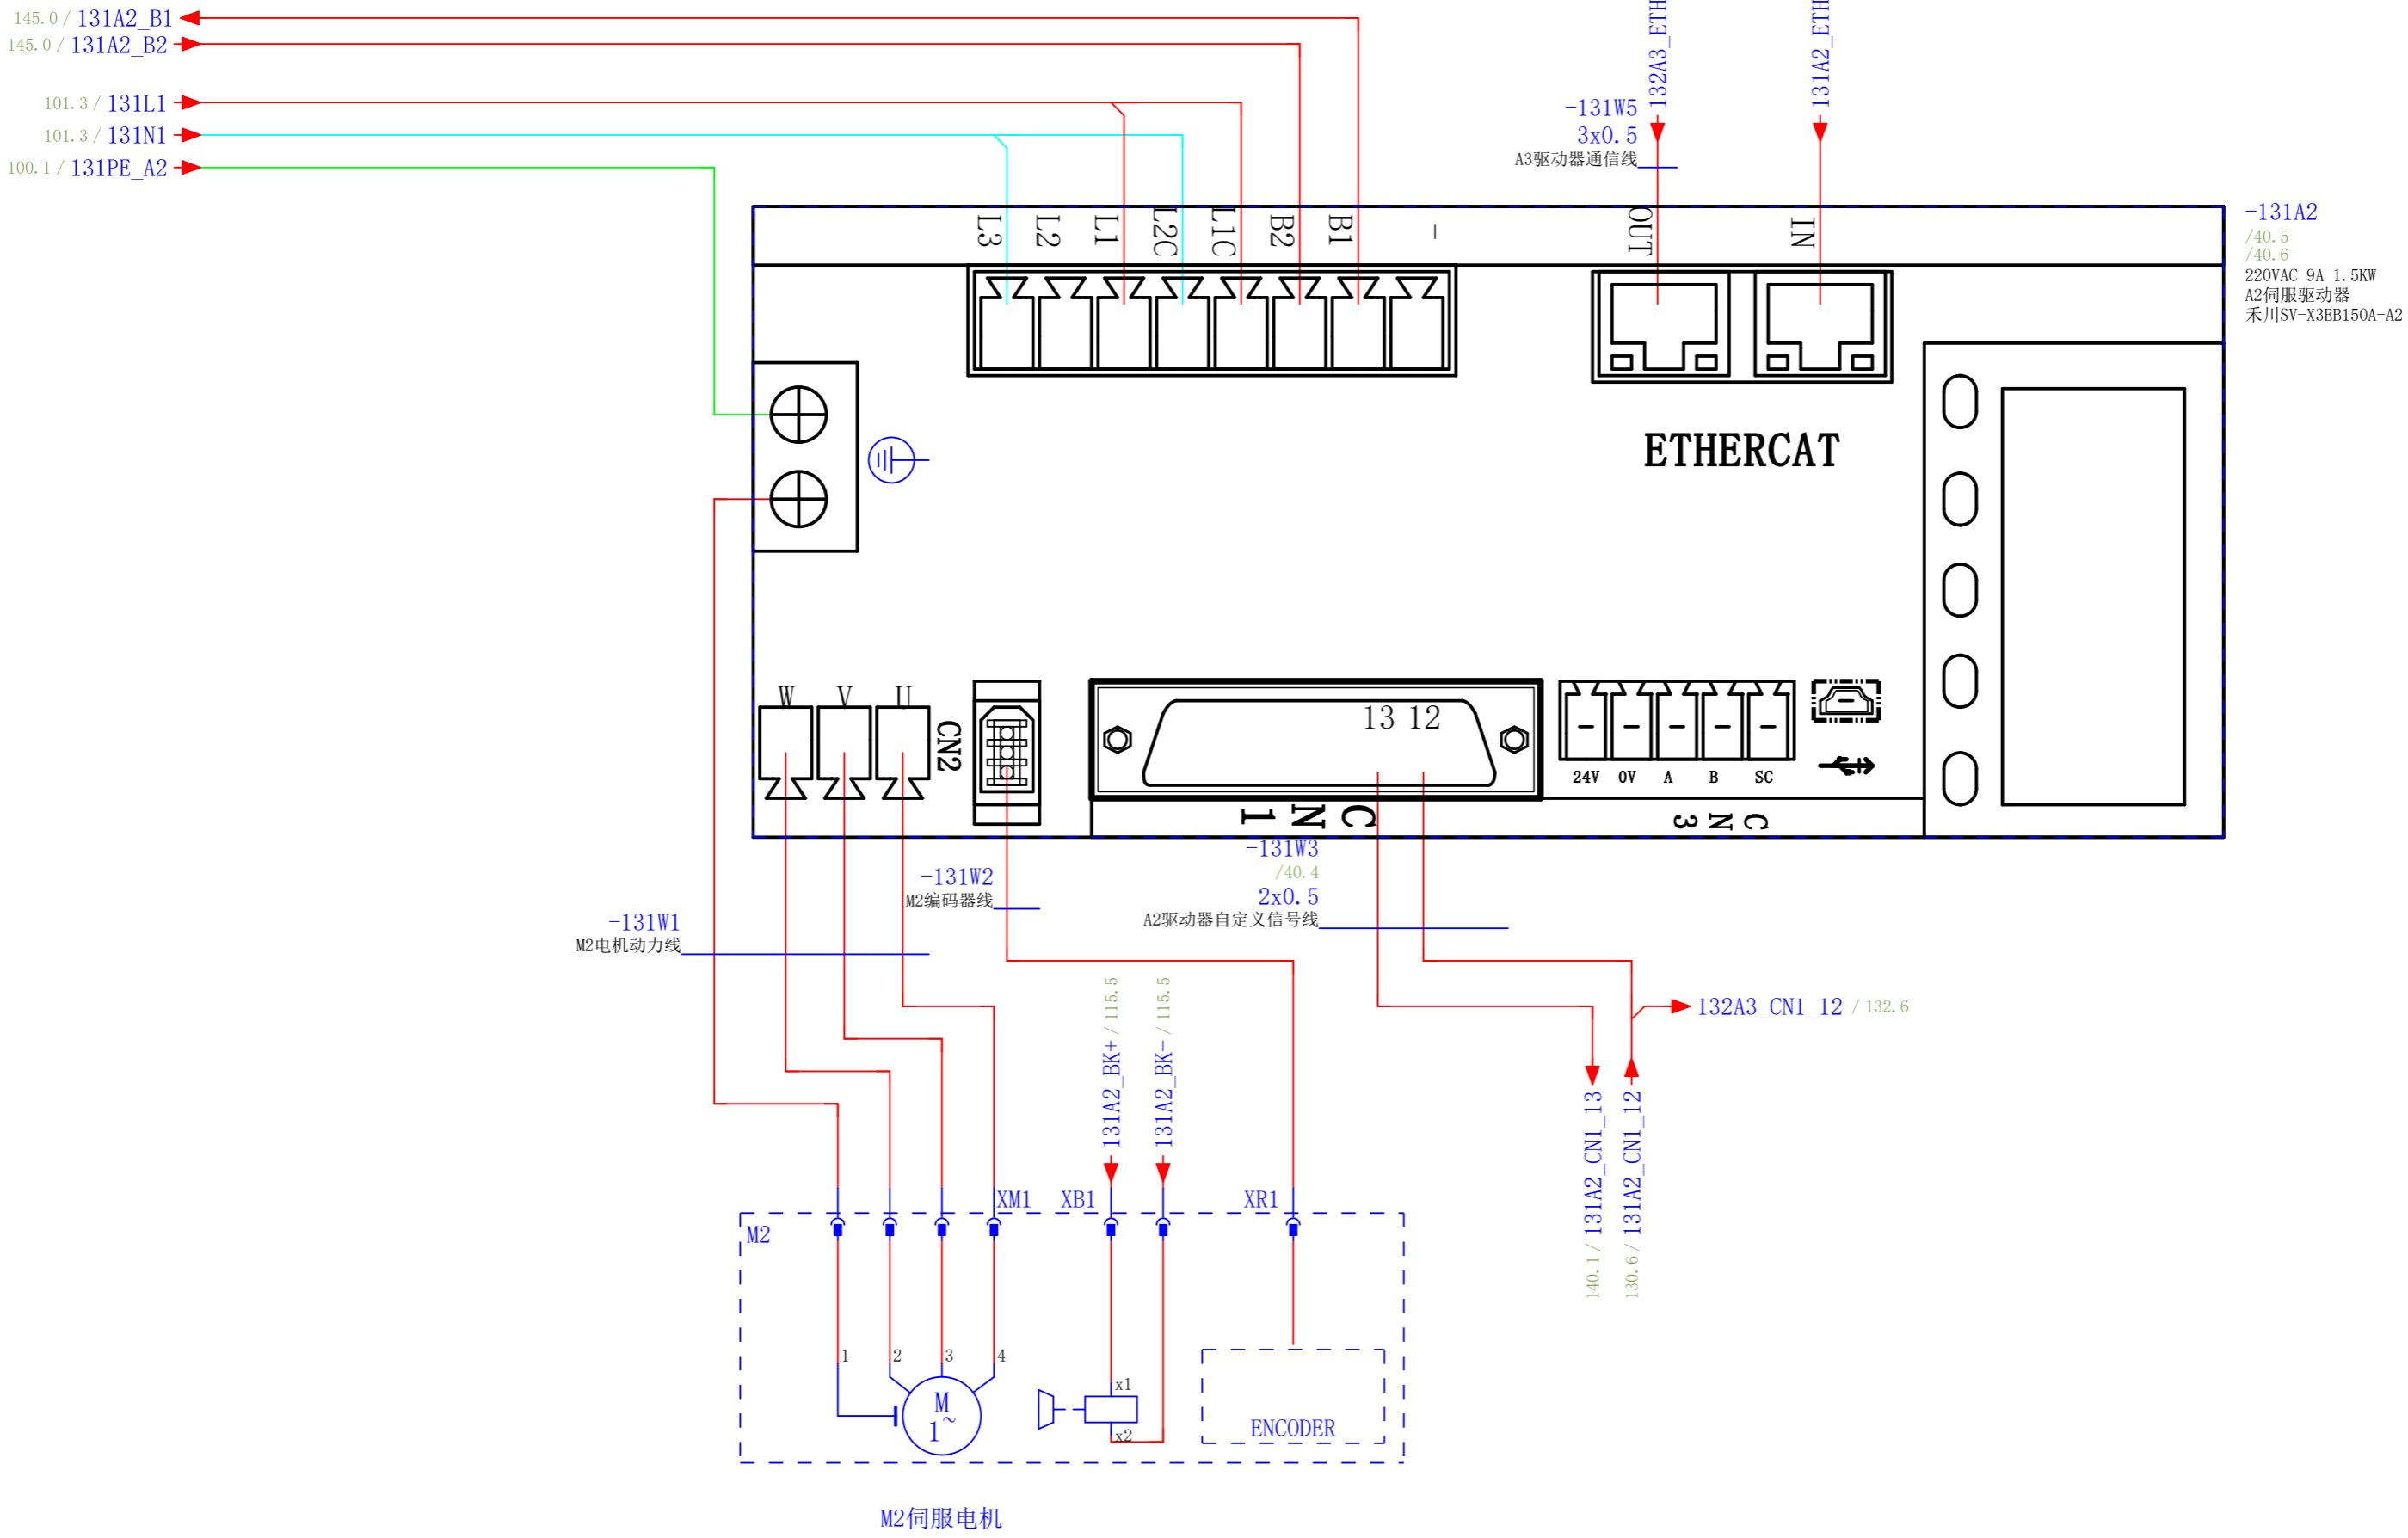 145.0 / 131A2_B1
145.0 / 131A2_B2
101.3 / 131L1
101.3 / 131N1
100.1 / 131PE_A2
132A3_ETH
131A2_ETH
-131W5
3x0.5
A3驱动器通信线
L3
L2
L1
L2C
L1C
B2
B1
-
OUT
IN
-131A2
/40.5
/40.6
220VAC 9A 1.5KW
A2伺服驱动器
禾川SV-X3EB150A-A2
ETHERCAT
W
V
U
CN2
13 12
24V
0V
A
B
SC
CN1
CN3
-131W3
/40.4
2x0.5
A2驱动器自定义信号线
-131W2
M2编码器线
-131W1
M2电机动力线
131A2_BK+ / 115.5
131A2_BK- / 115.5
132A3_CN1_12 / 132.6
140.1 / 131A2_CN1_13
130.6 / 131A2_CN1_12
XM1
XB1
XR1
M2
1
2
3
4
M
1~
x1
x2
ENCODER
M2伺服电机